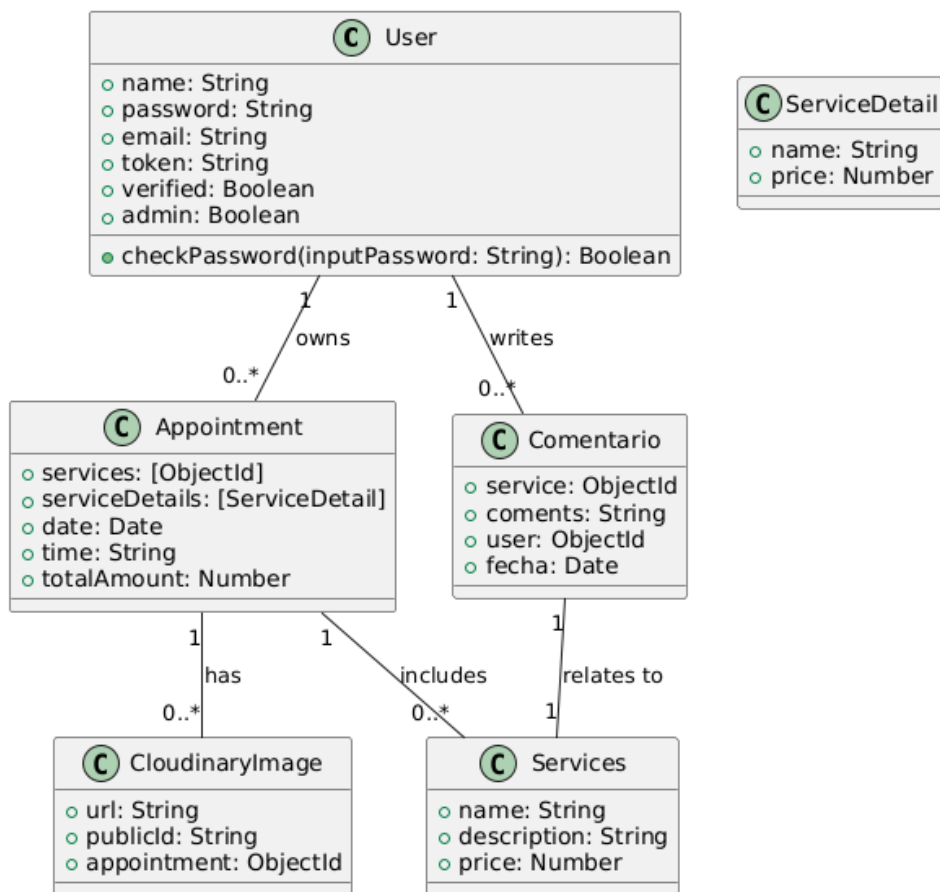 C User
name: String
password: String
email: String
token: String
verified: Boolean
admin: Boolean
checkPassword(inputPassword: String): Boolean
C ServiceDetail
name: String
price: Number
1
1
owns
writes
0..*
0..*
C Appointment
services: [ObjectId]
serviceDetails: [ServiceDetail]
date: Date
time: String
totalAmount: Number
C Comentario
service: ObjectId
coments: String
user: ObjectId
fecha: Date
1
1
1
has
includes
relates to
0..*
0..*
1
C CloudinaryImage
url: String
publicId: String
appointment: ObjectId
C Services
name: String
description: String
price: Number